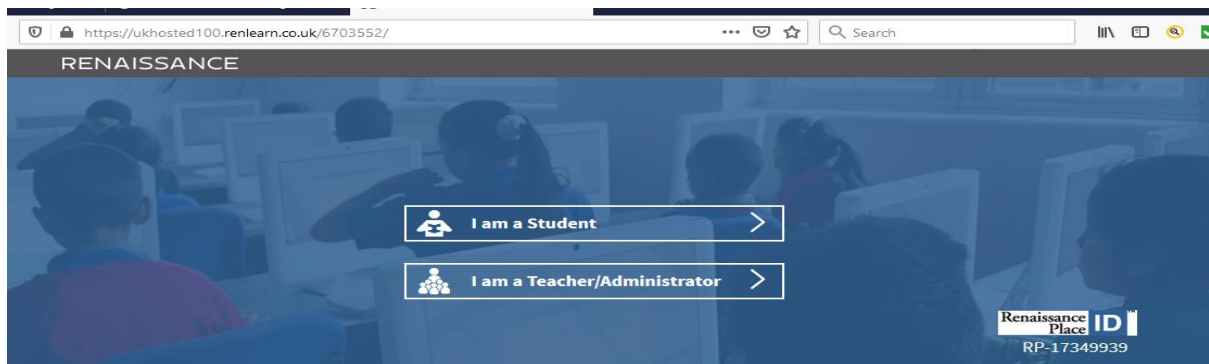 https://ukhosted100.renlearn.co.uk/6703552/
Search
RENAISSANCE
I am a Student
I am a Teacher/Administrator
Renaissance
Place ID
RP-17349939